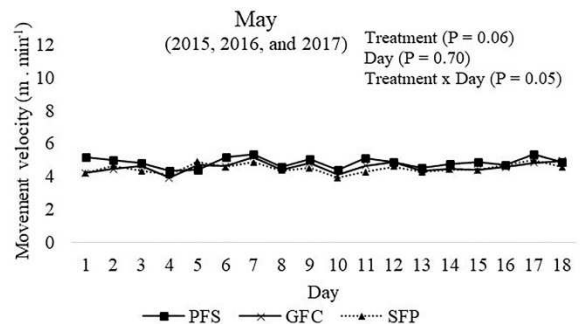 May
(2015, 2016, and 2017)
Treatment (P = 0.06)
Day (P = 0.70)
Treatment x Day (P = 0.05)
Movement velocity (m . min-1)
12
10
8
6
4
2
0
1 2 3 4 5 6 7 8 9 10 11 12 13 14 15 16 17 18
Day
PFS GFC SFP